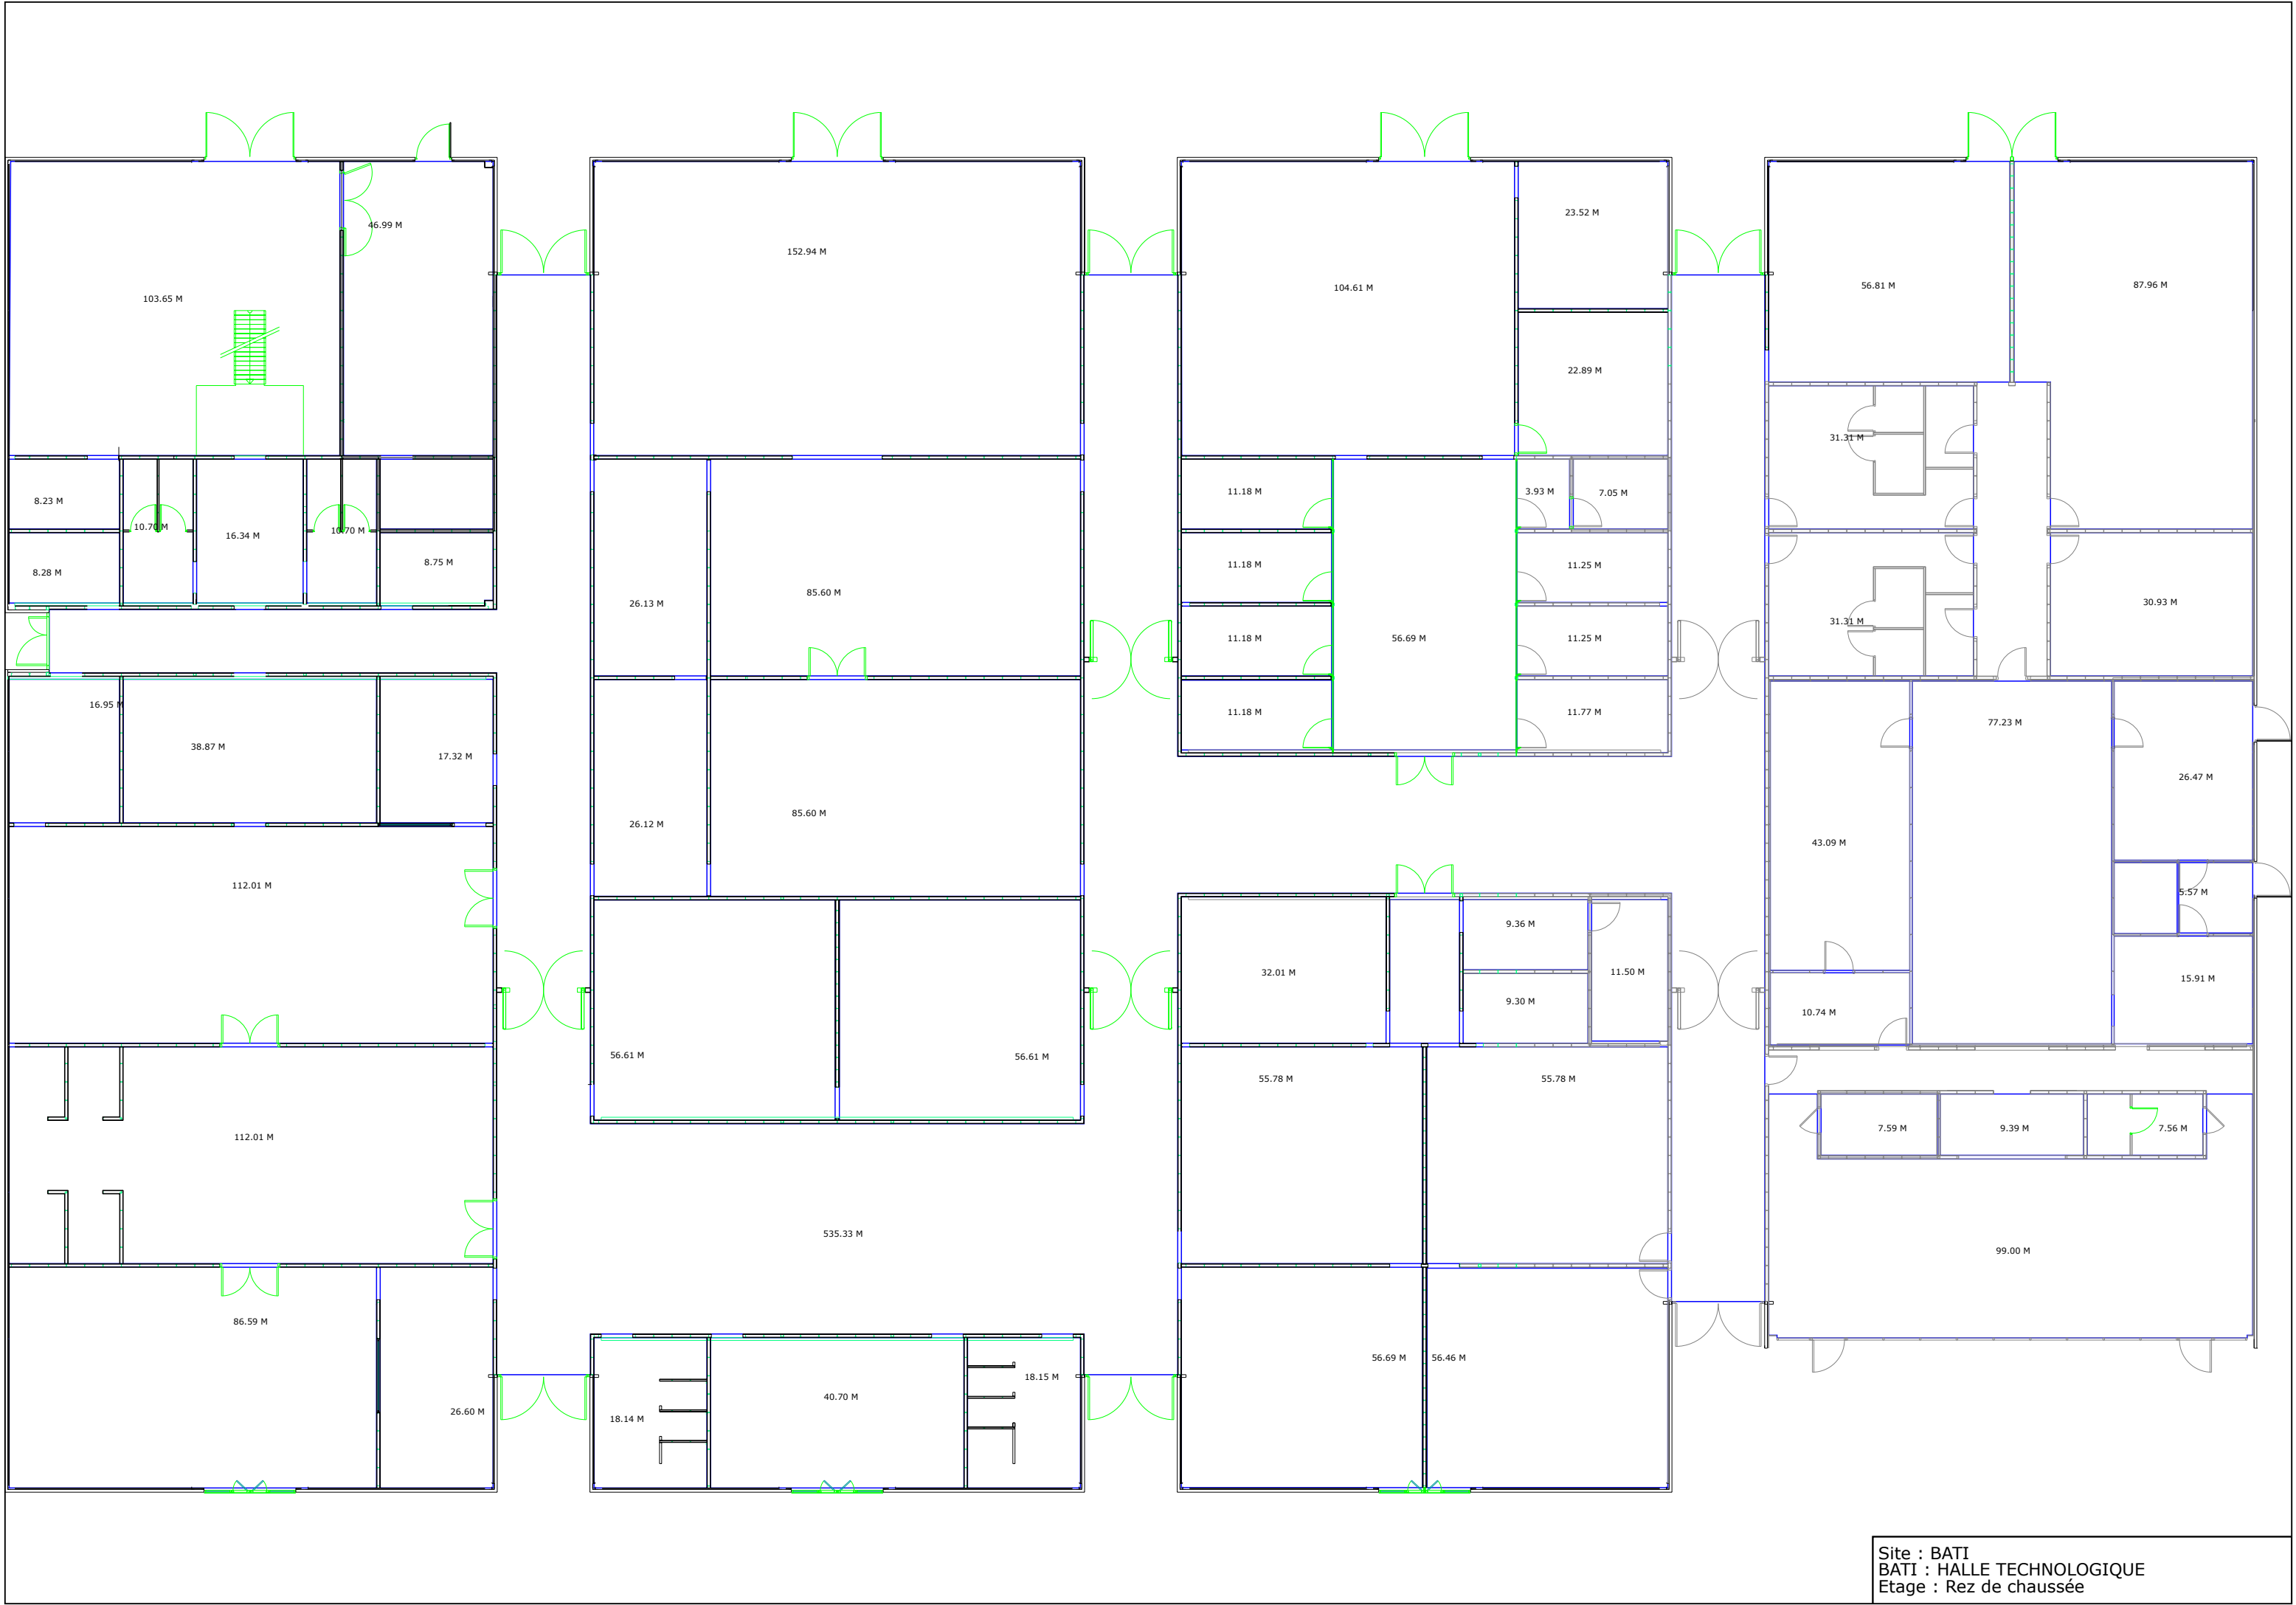 46.99 M
103.65 M
8.23 M
10.70 M
16.34 M
10.70 M
8.75 M
8.28 M
16.95 M
38.87 M
17.32 M
112.01 M
112.01 M
86.59 M
26.60 M
152.94 M
26.13 M
85.60 M
26.12 M
85.60 M
56.61 M
56.61 M
535.33 M
18.14 M
40.70 M
18.15 M
104.61 M
23.52 M
22.89 M
11.18 M
3.93 M
7.05 M
11.18 M
11.25 M
11.18 M
56.69 M
11.25 M
11.18 M
11.77 M
32.01 M
9.36 M
11.50 M
9.30 M
55.78 M
55.78 M
56.69 M
56.46 M
56.81 M
87.96 M
31.31 M
31.31 M
30.93 M
77.23 M
26.47 M
43.09 M
5.57 M
15.91 M
10.74 M
7.59 M
9.39 M
7.56 M
99.00 M
Site : BATI
BATI : HALLE TECHNOLOGIQUE
Etage : Rez de chaussée